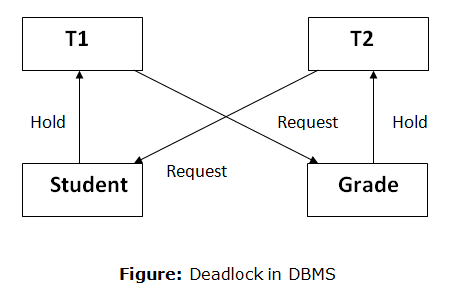 T1
T2
Hold
Request
Hold
Request
Student
Grade
Figure: Deadlock in DBMS